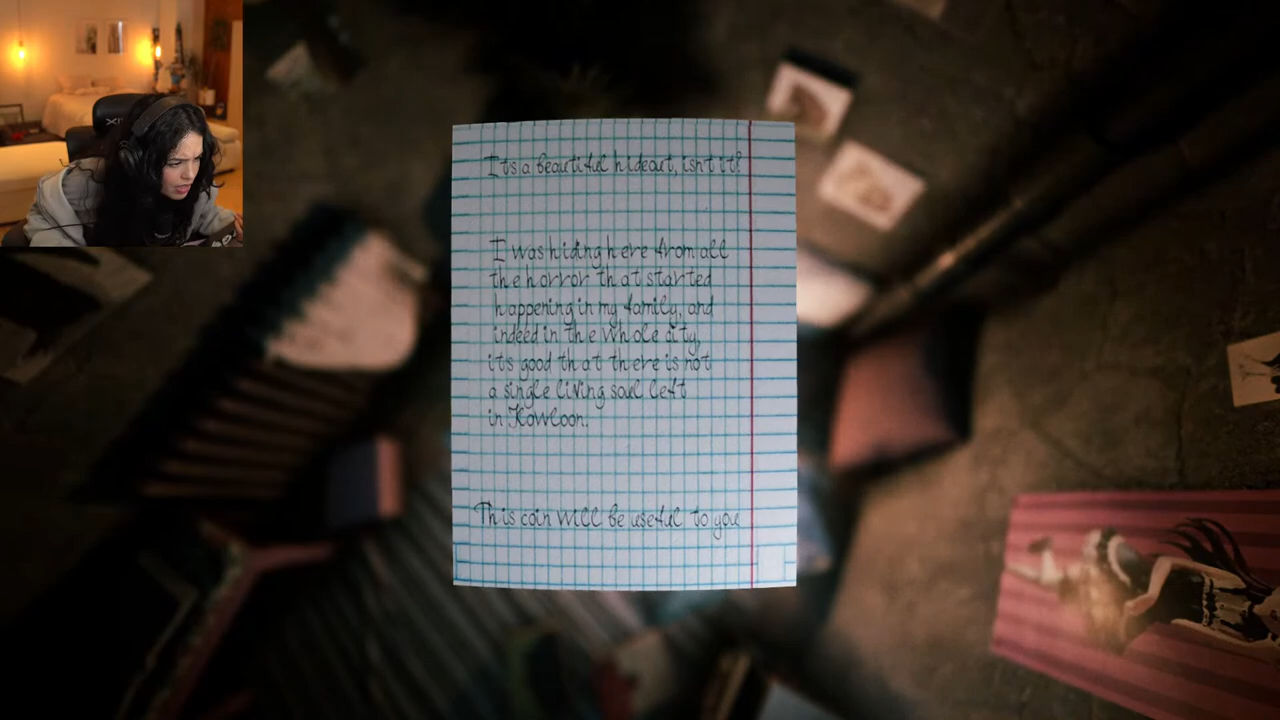 It's a beautiful hideout, isn't it?
I was hiding here from all
the horror that started
happening in my family, and
indeed in the whole city,
it's good that there is not
a single living soul left
in Kowloon.
This coin will be useful to you
XI